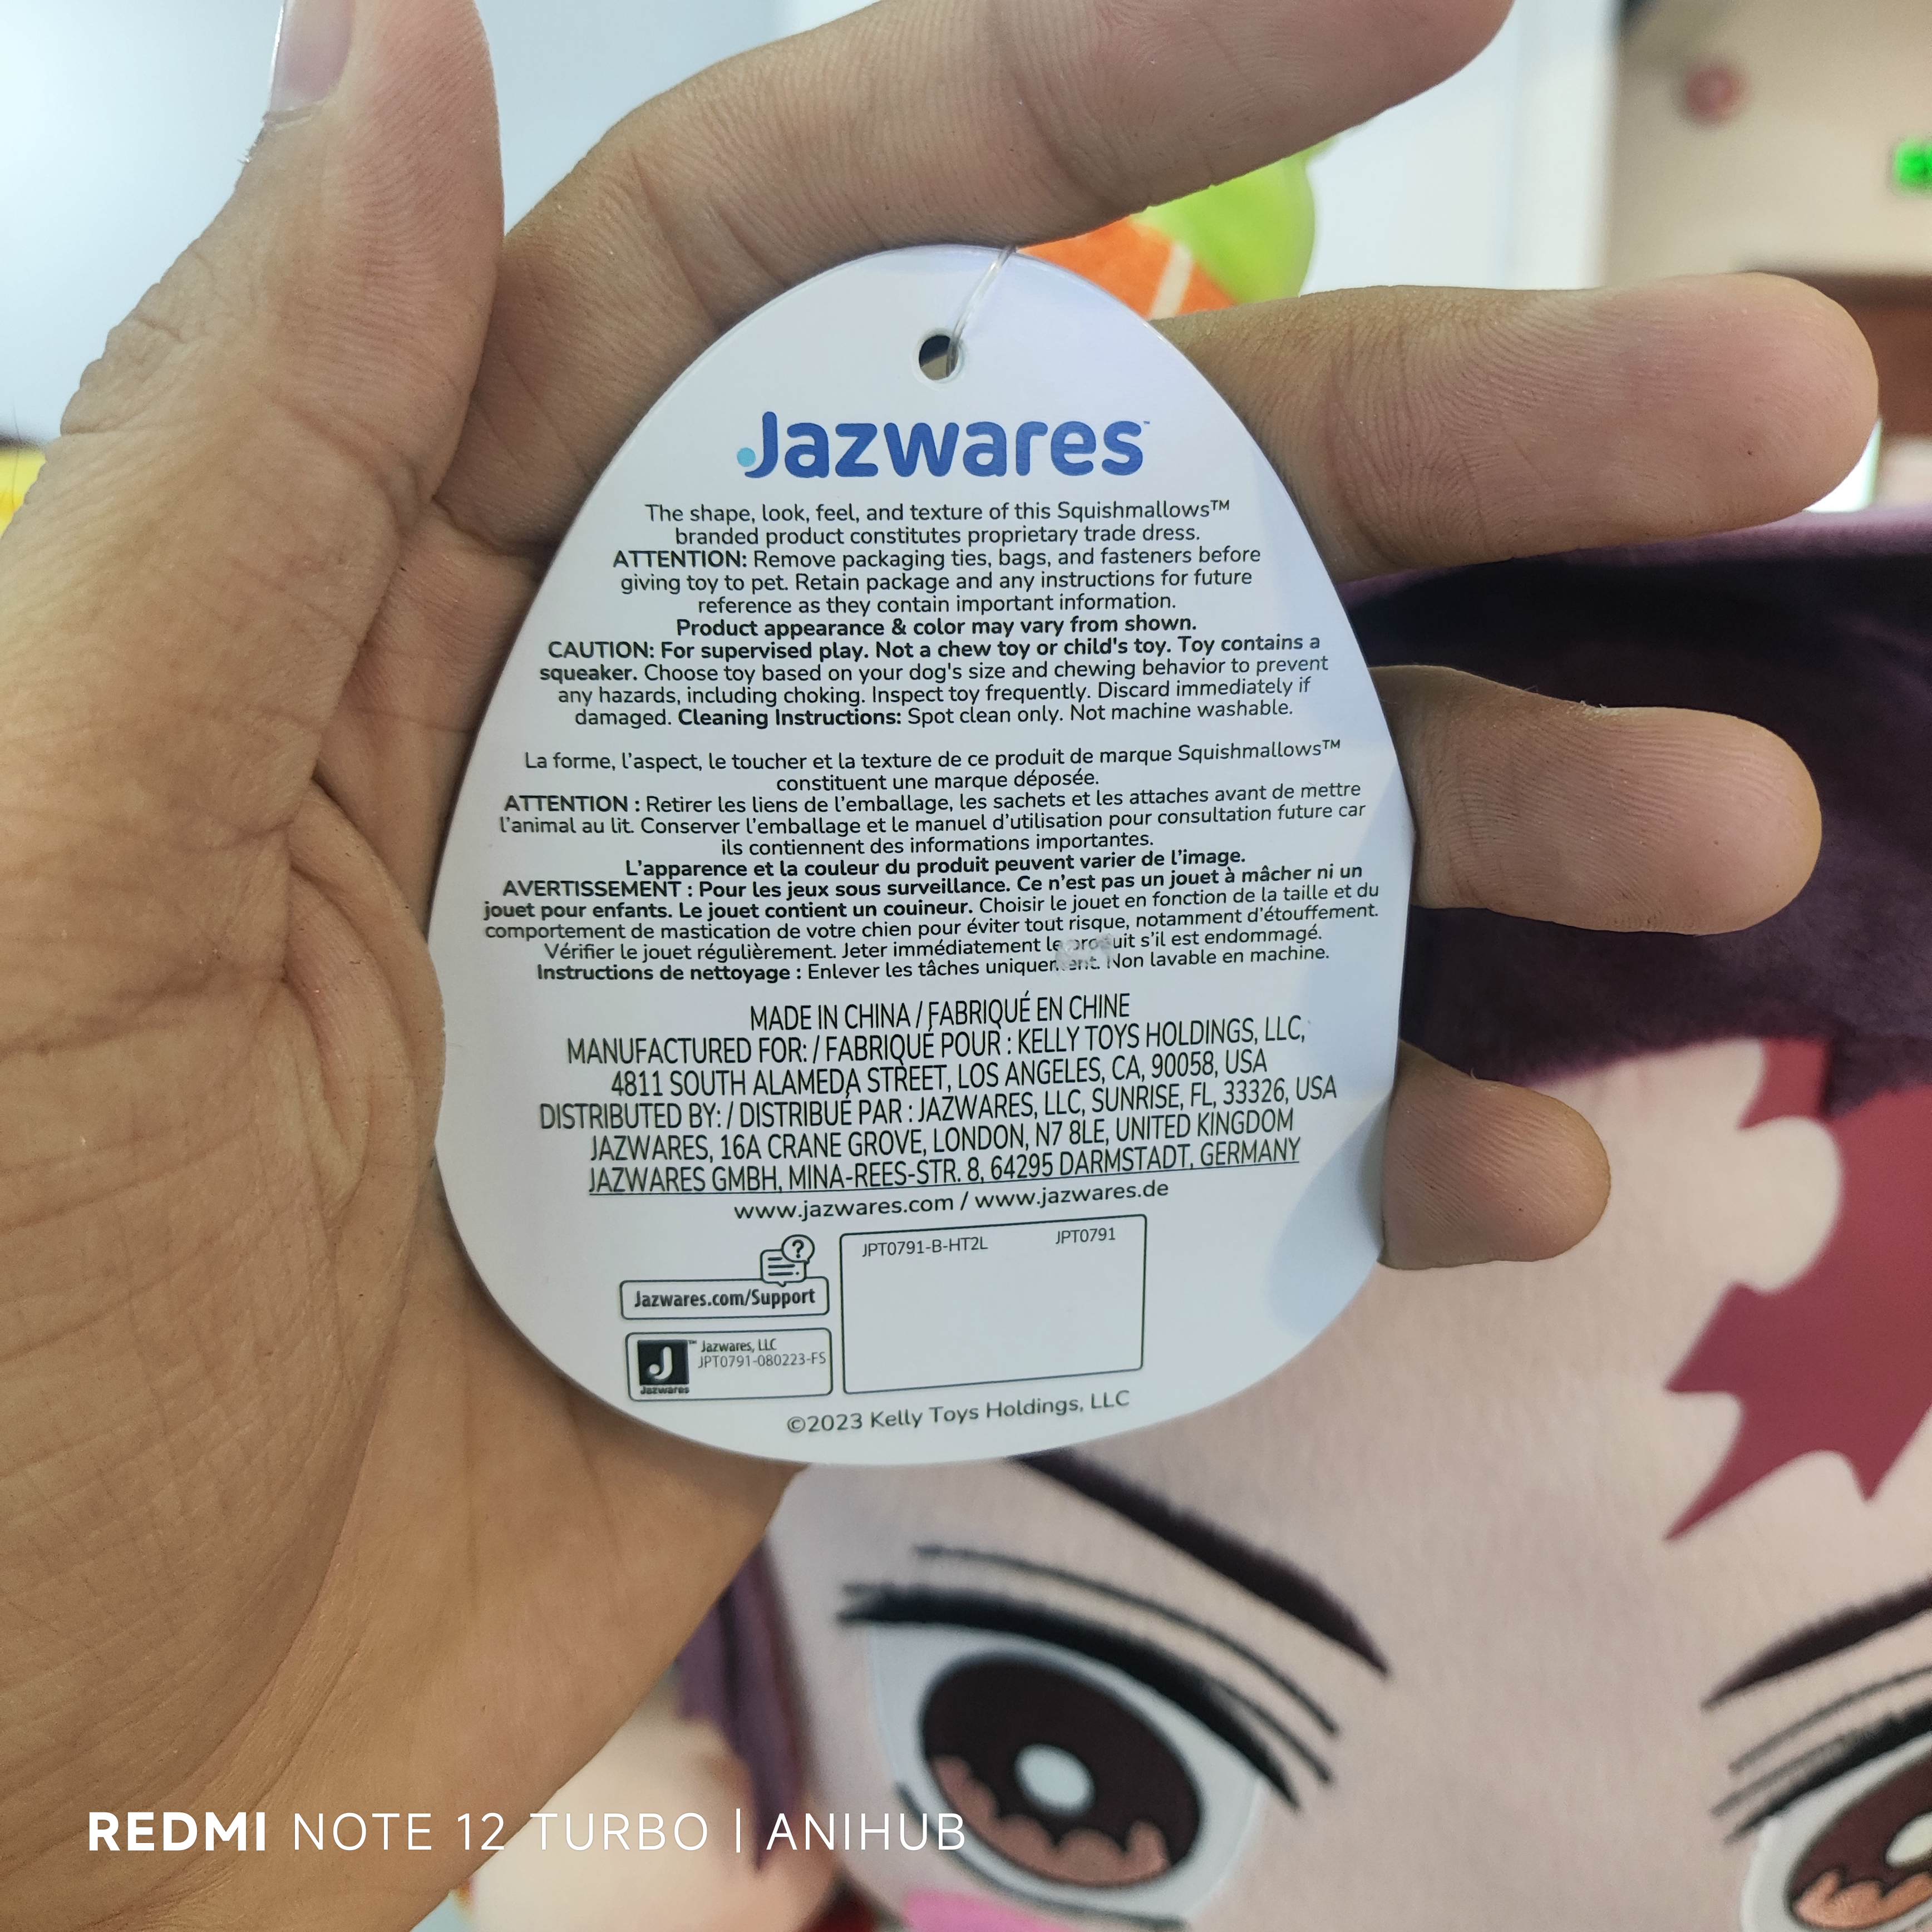 Jazwares™
The shape, look, feel, and texture of this Squishmallows™
branded product constitutes proprietary trade dress.
ATTENTION: Remove packaging ties, bags, and fasteners before
giving toy to pet. Retain package and any instructions for future
reference as they contain important information.
Product appearance & color may vary from shown.
CAUTION: For supervised play. Not a chew toy or child's toy. Toy contains a
squeaker. Choose toy based on your dog's size and chewing behavior to prevent
any hazards, including choking. Inspect toy frequently. Discard immediately if
damaged. Cleaning Instructions: Spot clean only. Not machine washable.
La forme, l'aspect, le toucher et la texture de ce produit de marque Squishmallows™
constituent une marque déposée.
ATTENTION : Retirer les liens de l'emballage, les sachets et les attaches avant de mettre
l'animal au lit. Conserver l'emballage et le manuel d'utilisation pour consultation future car
ils contiennent des informations importantes.
L'apparence et la couleur du produit peuvent varier de l'image.
AVERTISSEMENT : Pour les jeux sous surveillance. Ce n'est pas un jouet à mâcher ni un
jouet pour enfants. Le jouet contient un couineur. Choisir le jouet en fonction de la taille et du
comportement de mastication de votre chien pour éviter tout risque, notamment d'étouffement.
Vérifier le jouet régulièrement. Jeter immédiatement le produit s'il est endommagé.
Instructions de nettoyage : Enlever les tâches uniquement. Non lavable en machine.
MADE IN CHINA / FABRIQUÉ EN CHINE
MANUFACTURED FOR: / FABRIQUÉ POUR : KELLY TOYS HOLDINGS, LLC,
4811 SOUTH ALAMEDA STREET, LOS ANGELES, CA, 90058, USA
DISTRIBUTED BY: / DISTRIBUÉ PAR : JAZWARES, LLC, SUNRISE, FL, 33326, USA
JAZWARES, 16A CRANE GROVE, LONDON, N7 8LE, UNITED KINGDOM
JAZWARES GMBH, MINA-REES-STR. 8, 64295 DARMSTADT, GERMANY
www.jazwares.com / www.jazwares.de
?
Jazwares.com/Support
JPT0791-B-HT2L JPT0791
J™
Jazwares
Jazwares, LLC
JPT0791-080223-FS
©2023 Kelly Toys Holdings, LLC
REDMI NOTE 12 TURBO | ANIHUB